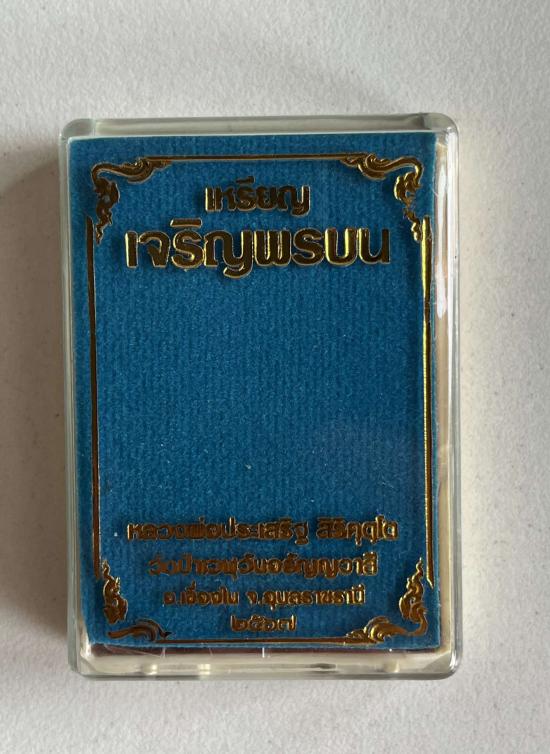 เหรียญ
เจริญพรบน
หลวงพ่อประเสริฐ สิริคุตฺโต
วัดป่าเวฬุวันอรัญญวาสี
อ.เขื่องใน จ.อุบลราชธานี
๒๕๖๗